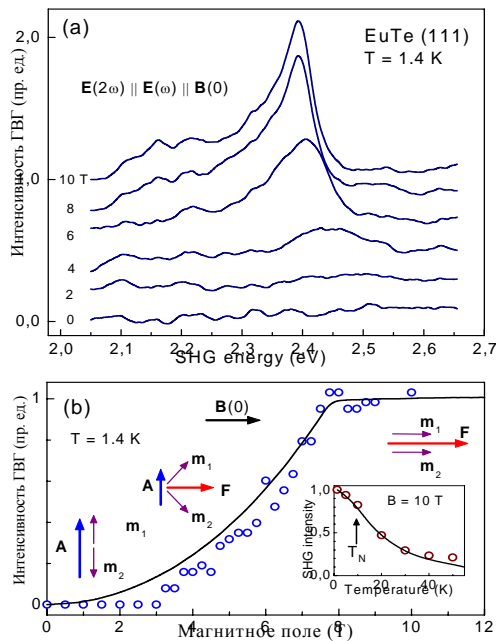 (a)
EuTe (111)
T = 1.4 K
E(2ω) || E(ω) || B(0)
Интенсивность ГВГ (пр. ед.)
2,0
1,0
0,0
10 T
8
6
4
2
0
2,0 2,1 2,2 2,3 2,4 2,5 2,6 2,7
SHG energy (eV)
(b)
B(0)
T = 1.4 K
Интенсивность ГВГ (пр. ед.)
1
0
A
m1
m2
A
m1
F
m2
m1
F
m2
SHG intensity
1,0
0,5
0,0
B = 10 T
TN
0 20 40
Temperature (K)
0 2 4 6 8 10 12
Магнитное поле (Т)